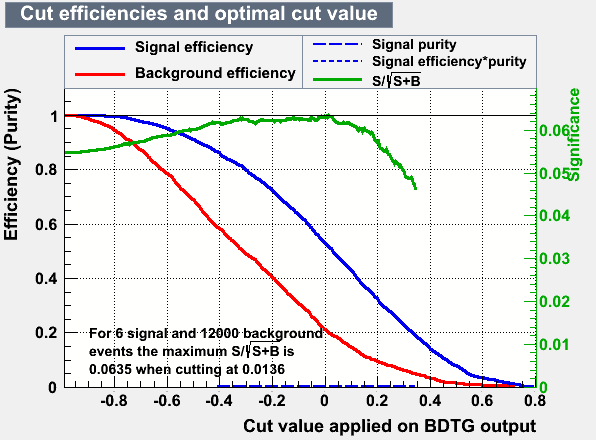 Cut efficiencies and optimal cut value
Signal efficiency
Background efficiency
Signal purity
Signal efficiency*purity
S/√S+B
Efficiency (Purity)
1
0.8
0.6
0.4
0.2
0
Significance
0.06
0.05
0.04
0.03
0.02
0.01
0
For 6 signal and 12000 background
events the maximum S/√S+B is
0.0635 when cutting at 0.0136
-0.8 -0.6 -0.4 -0.2 0 0.2 0.4 0.6 0.8
Cut value applied on BDTG output